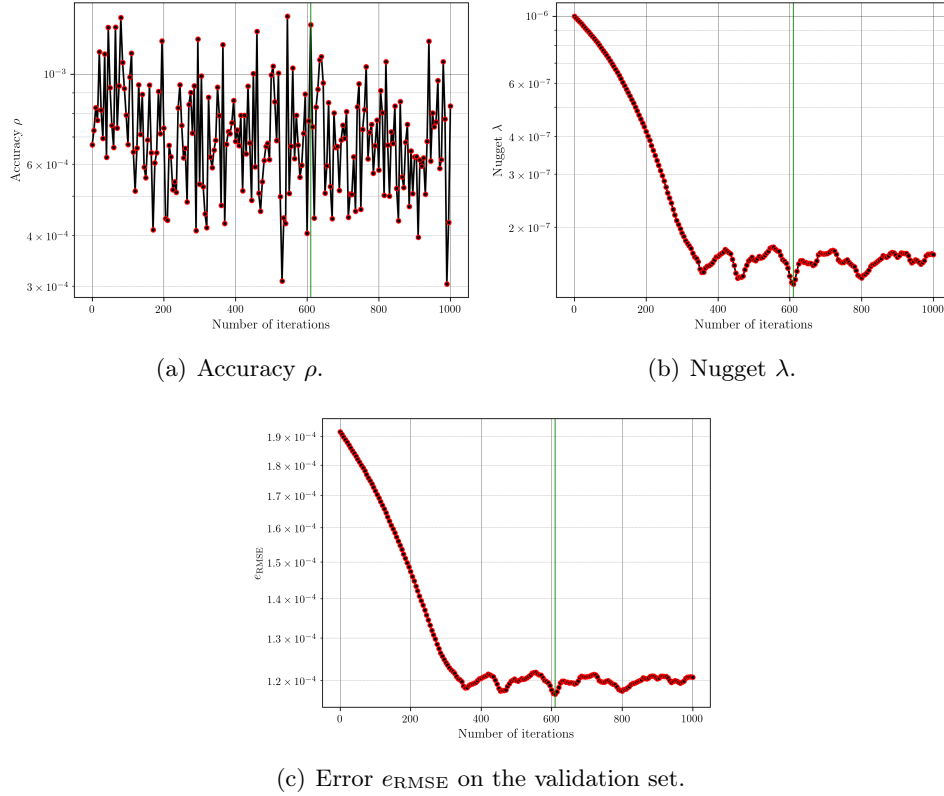 10⁻³
6 × 10⁻⁴
4 × 10⁻⁴
3 × 10⁻⁴
Accuracy ρ
0 200 400 600 800 1000
Number of iterations
(a) Accuracy ρ.
10⁻⁶
6 × 10⁻⁷
4 × 10⁻⁷
3 × 10⁻⁷
2 × 10⁻⁷
Nugget λ
0 200 400 600 800 1000
Number of iterations
(b) Nugget λ.
1.9 × 10⁻⁴
1.8 × 10⁻⁴
1.7 × 10⁻⁴
1.6 × 10⁻⁴
1.5 × 10⁻⁴
1.4 × 10⁻⁴
1.3 × 10⁻⁴
1.2 × 10⁻⁴
e_RMSE
0 200 400 600 800 1000
Number of iterations
(c) Error e_RMSE on the validation set.